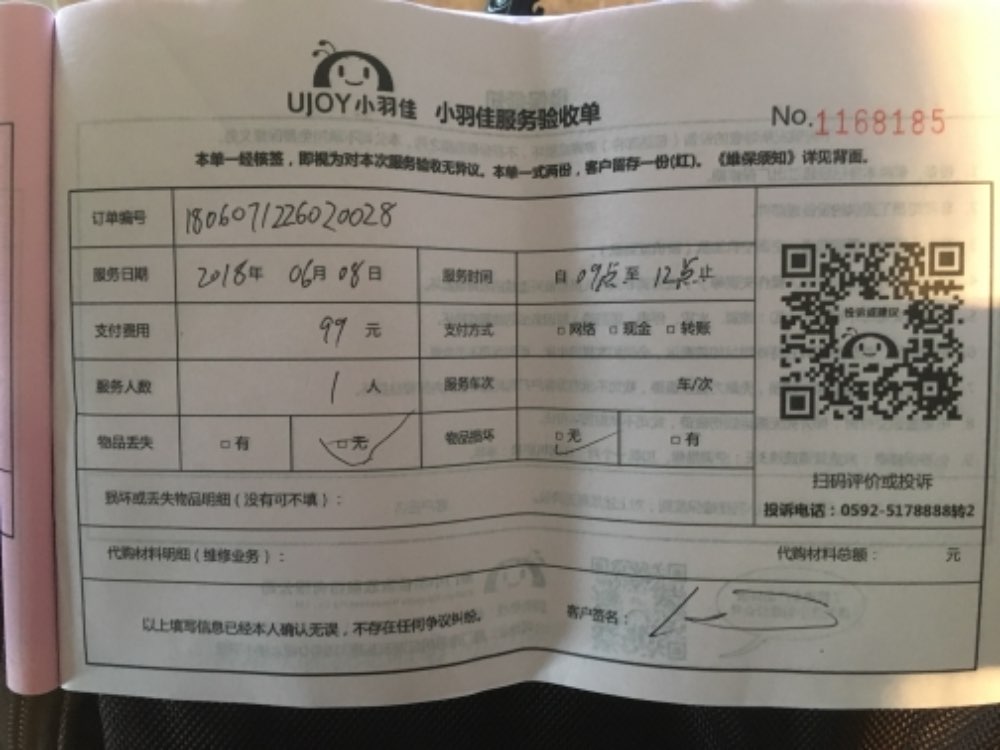 UJOY小羽佳 小羽佳服务验收单 No.1168185
本单一经核签，即视为对本次服务验收无异议。本单一式两份，客户留存一份(红)。《维保须知》详见背面。
订单编号 1806071226020028
服务日期 2018年 06月 08日 服务时间 自 09点至 12点止
支付费用 99 元 支付方式 □网络 □现金 □转账
投诉或建议
服务人数 1 人 服务车次 车/次
物品丢失 □有 □无 物品损坏 □无 □有
扫码评价或投诉
损坏或丢失物品明细（没有可不填）：
投诉电话：0592-5178888转2
代购材料明细（维修业务）： 代购材料总额： 元
以上填写信息已经本人确认无误，不存在任何争议纠纷。 客户签名：